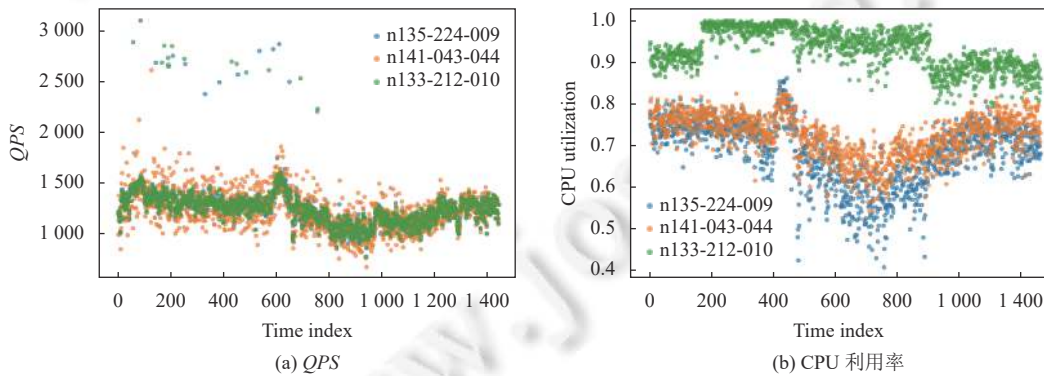 3 000
2 500
2 000
1 500
1 000
QPS
n135-224-009
n141-043-044
n133-212-010
0 200 400 600 800 1 000 1 200 1 400
Time index
(a) QPS
1.0
0.9
0.8
0.7
0.6
0.5
0.4
CPU utilization
n135-224-009
n141-043-044
n133-212-010
0 200 400 600 800 1 000 1 400
Time index
(b) CPU 利用率
www.jo